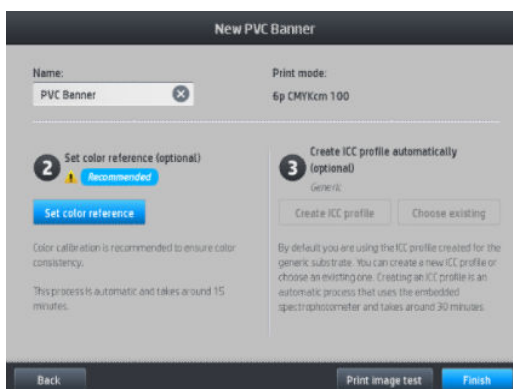 New PVC Banner
Name:
PVC Banner
Print mode:
6p CMYKcm 100
2
Set color reference (optional)
Recommended
Set color reference
Color calibration is recommended to ensure color
consistency.
This process is automatic and takes around 15
minutes.
3
Create ICC profile automatically
(optional)
Generic
Create ICC profile
Choose existing
By default you are using the ICC profile created for the
generic substrate. You can create a new ICC profile or
choose an existing one. Creating an ICC profile is an
automatic process that uses the embedded
spectrophotometer and takes around 30 minutes.
Back
Print image test
Finish